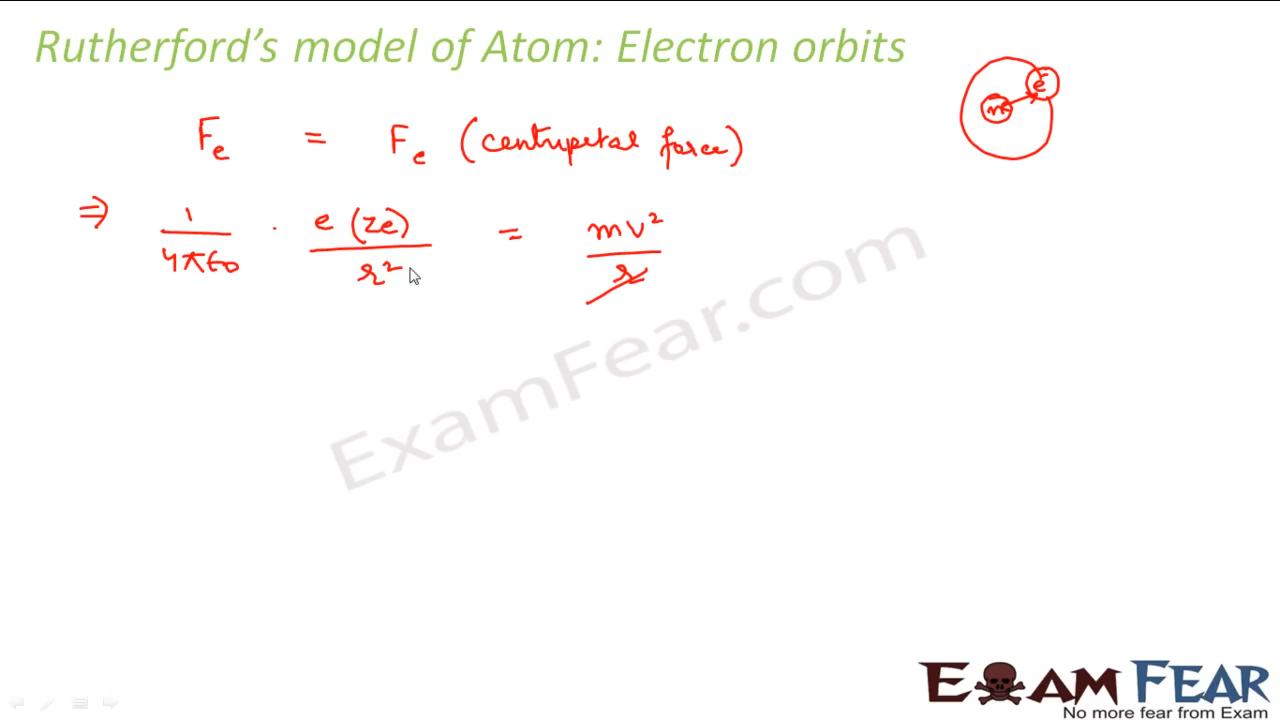 Rutherford's model of Atom: Electron orbits
e⁻
n
Fe = Fe (centripetal force)
⇒ 1/4πϵ0 · e (Ze)/r² = mv²/r
ExamFear.com
EXAM FEAR
No more fear from Exam